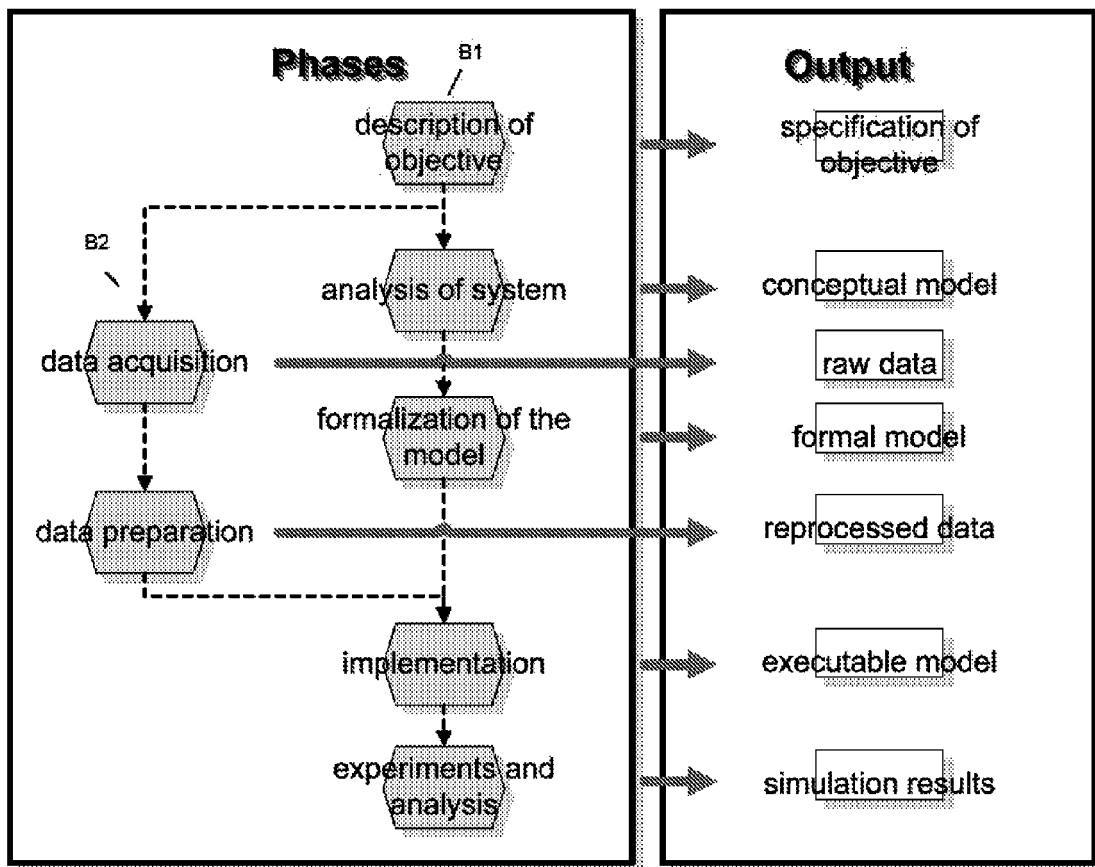 Phases
B1
Output
description of
objective
specification of
objective
B2
analysis of system
conceptual model
data acquisition
raw data
formalization of the
model
formal model
data preparation
reprocessed data
implementation
executable model
experiments and
analysis
simulation results